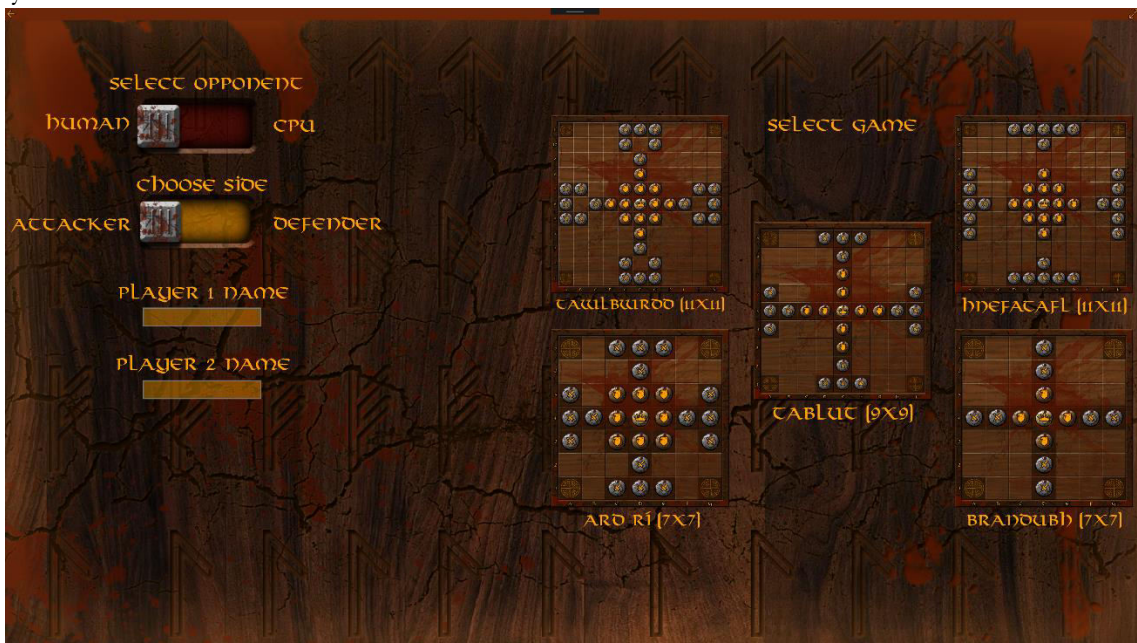 SELECT OPPONENT
HUMAN
CPU
CHOOSE SIDE
ATTACKER
DEFENDER
PLAYER 1 NAME
PLAYER 2 NAME
SELECT GAME
TAWLBURDD (11X11)
HNEFATAFL (11X11)
TABLUT (9X9)
ARD RÍ (7X7)
BRANDUBH (7X7)